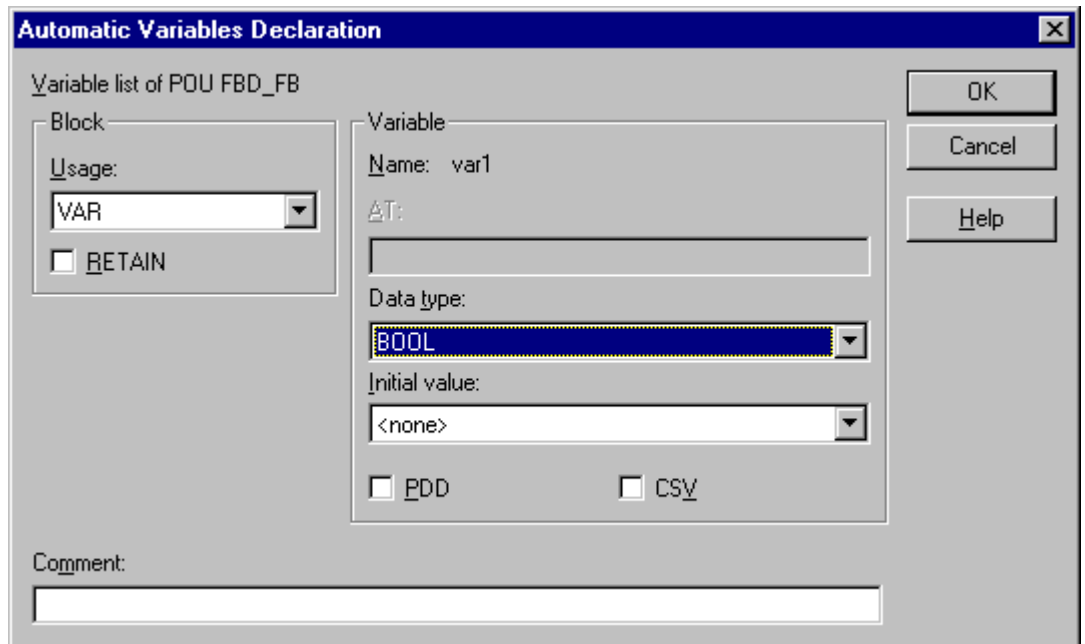 Automatic Variables Declaration
Variable list of POU FBD_FB
OK
Block
Variable
Cancel
Usage:
Name: var1
VAR
AT:
Help
RETAIN
Data type:
BOOL
Initial value:
<none>
PDD
CSV
Comment: